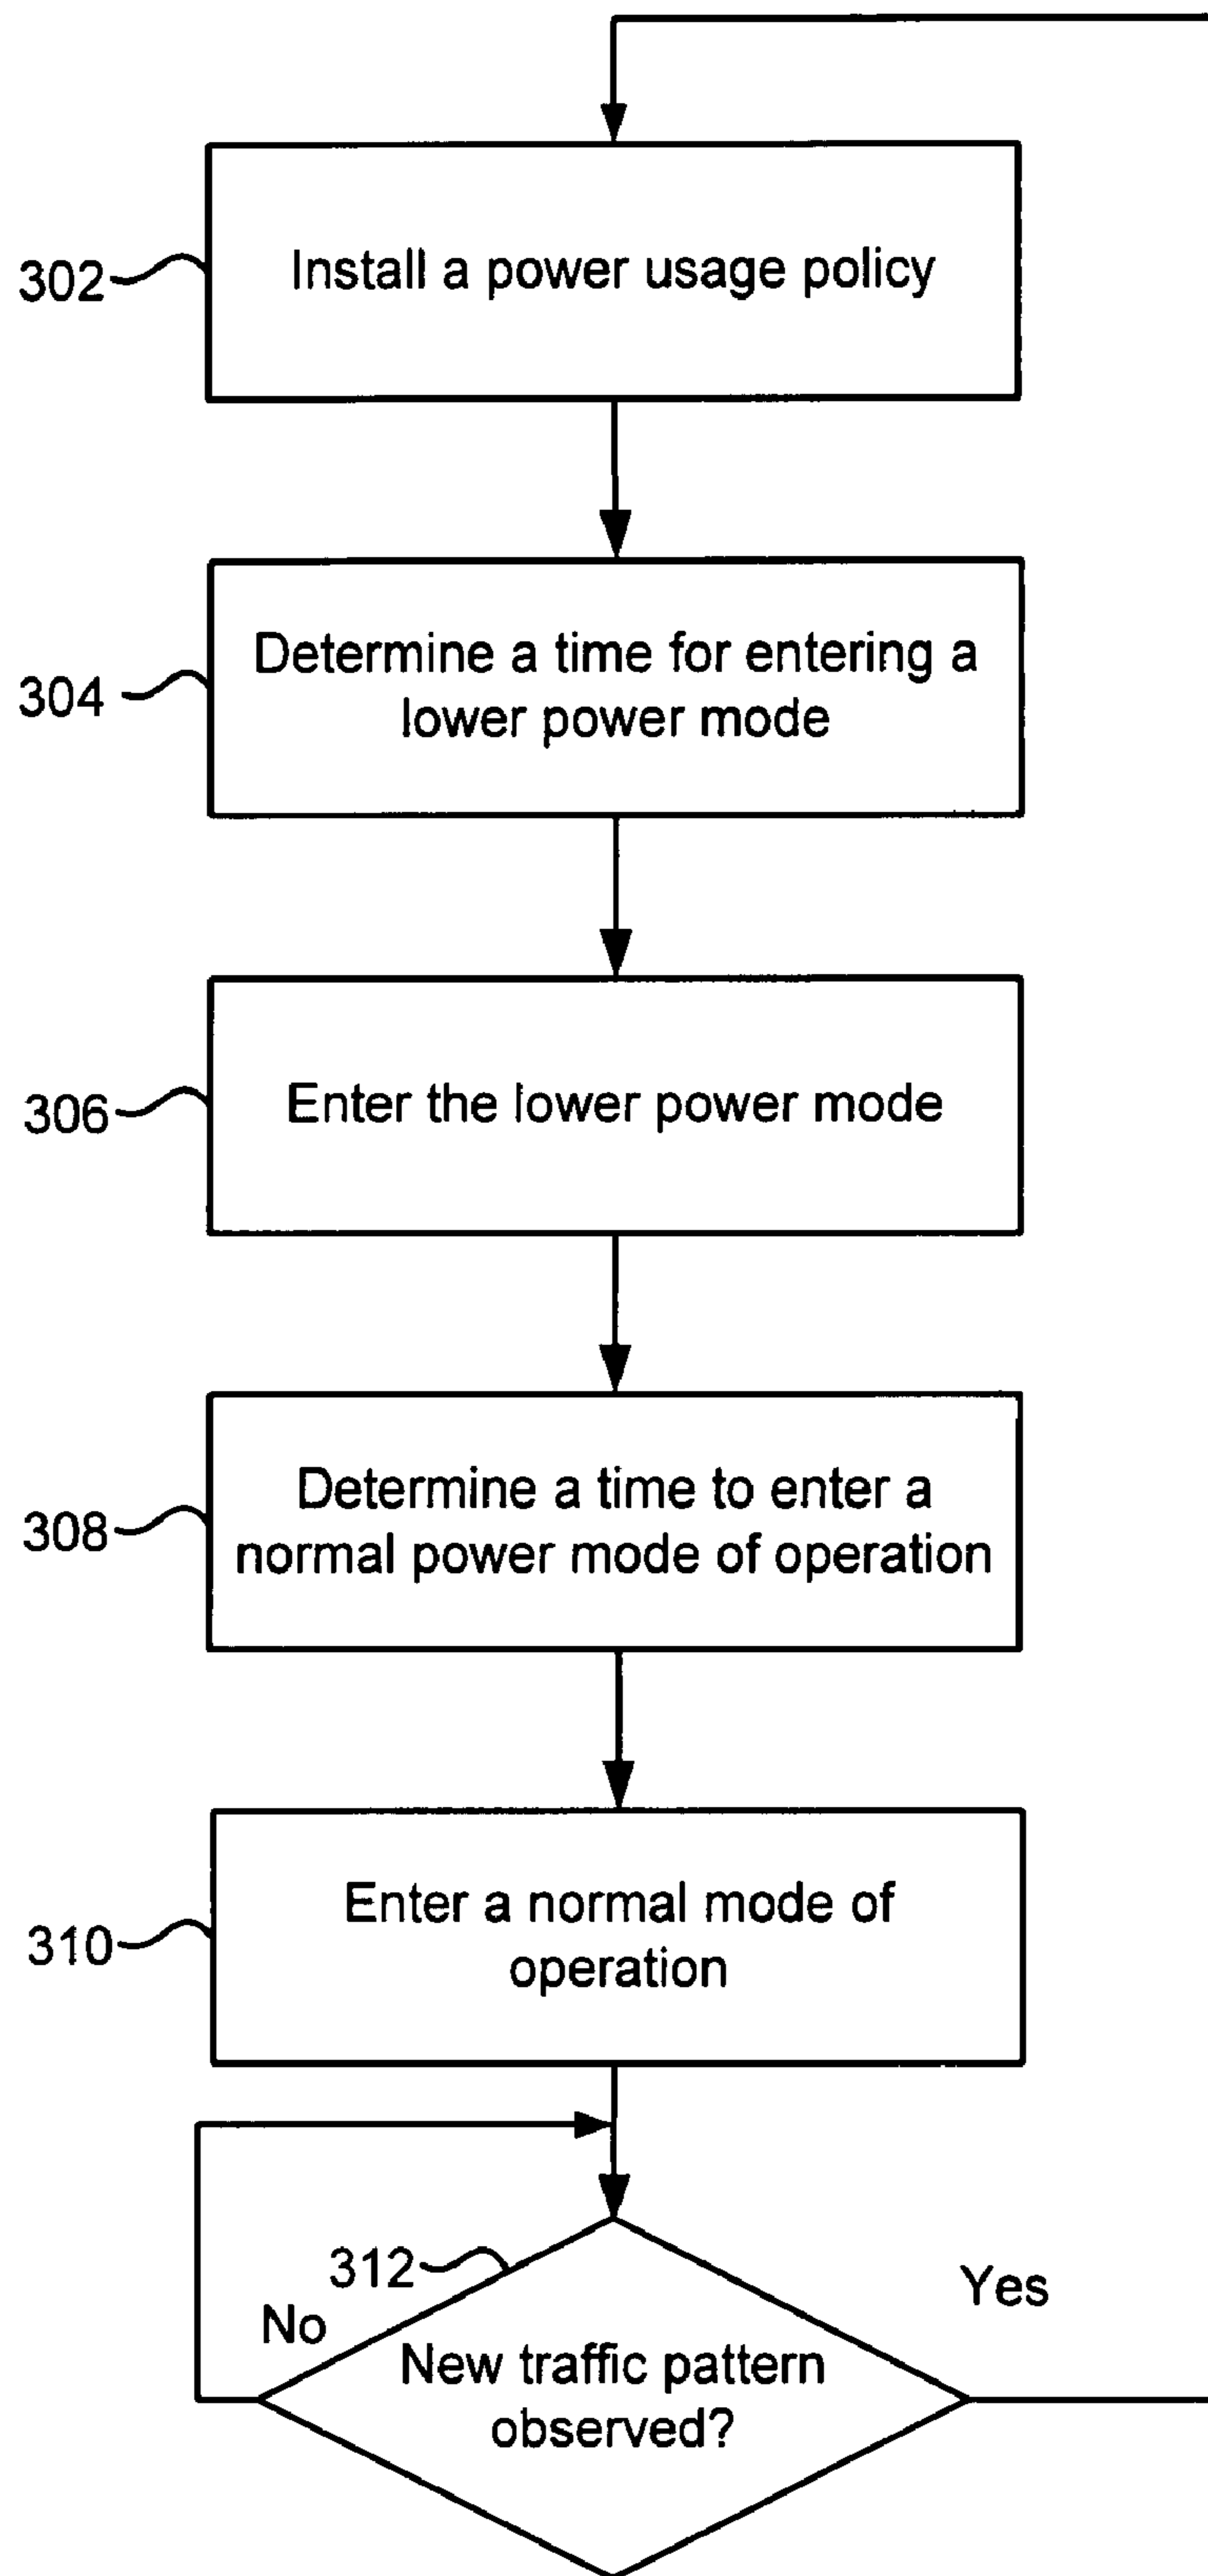 302
Install a power usage policy
304
Determine a time for entering a
lower power mode
306
Enter the lower power mode
308
Determine a time to enter a
normal power mode of operation
310
Enter a normal mode of
operation
312
Yes
No
New traffic pattern
observed?